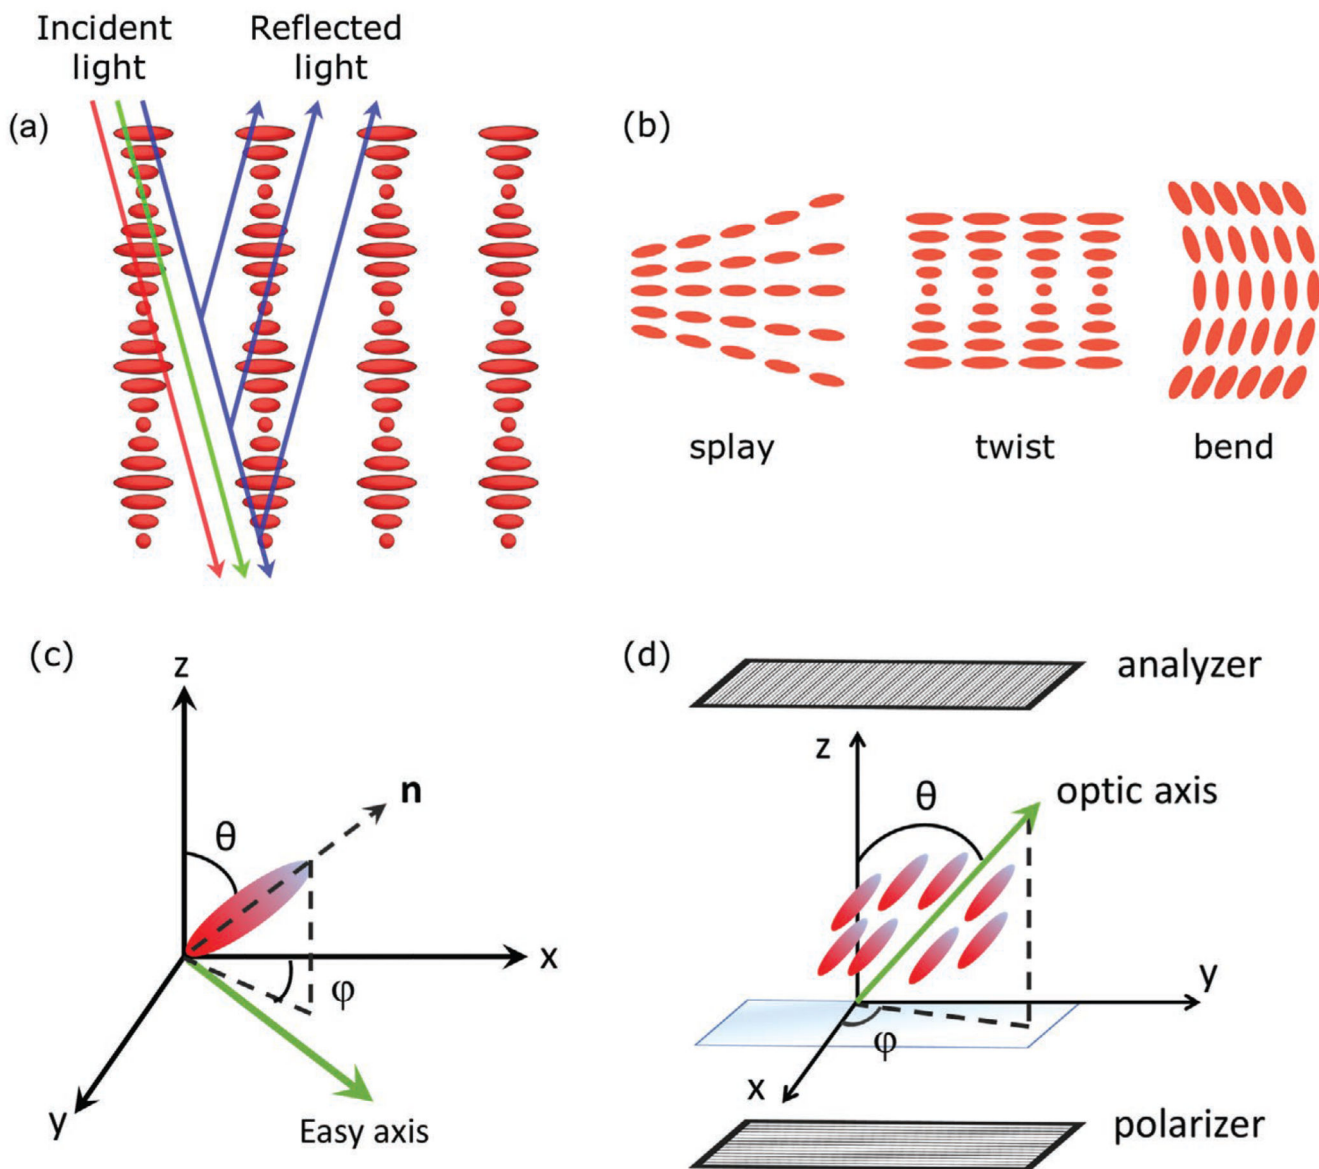 Incident
light
Reflected
light
(a)
(b)
splay
twist
bend
(c)
z
θ
n
x
φ
y
Easy axis
(d)
analyzer
z
θ
optic axis
y
φ
x
polarizer